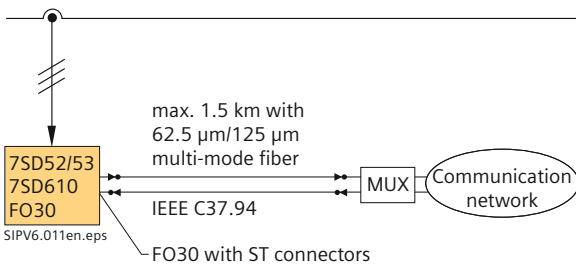 max. 1.5 km with
62.5 µm/125 µm
multi-mode fiber
7SD52/53
7SD610
FO30
MUX
Communication
network
IEEE C37.94
SIPV6.011en.eps
FO30 with ST connectors